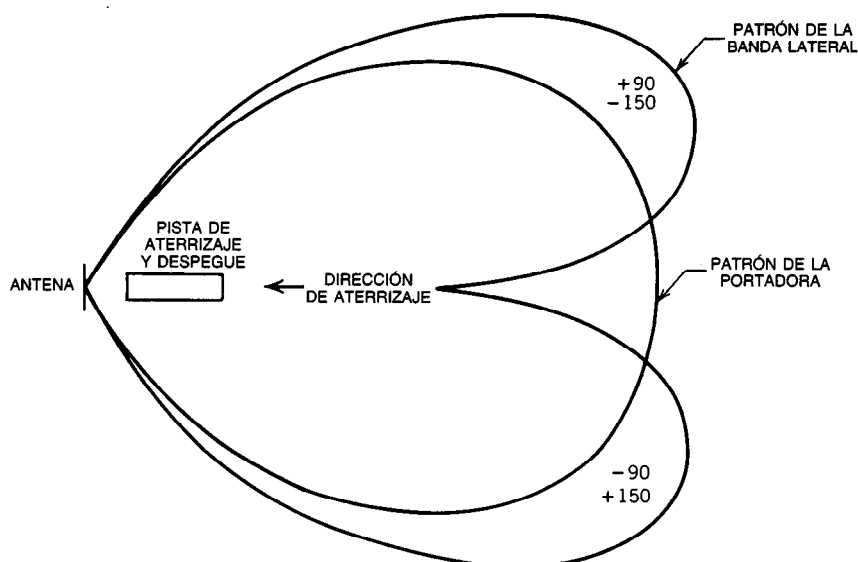 PATRÓN DE LA
BANDA LATERAL
+90
-150
PISTA DE
ATERRIZAJE
Y DESPEGUE
ANTENA
DIRECCIÓN
DE ATERRIZAJE
PATRÓN DE LA
PORTADORA
-90
+150